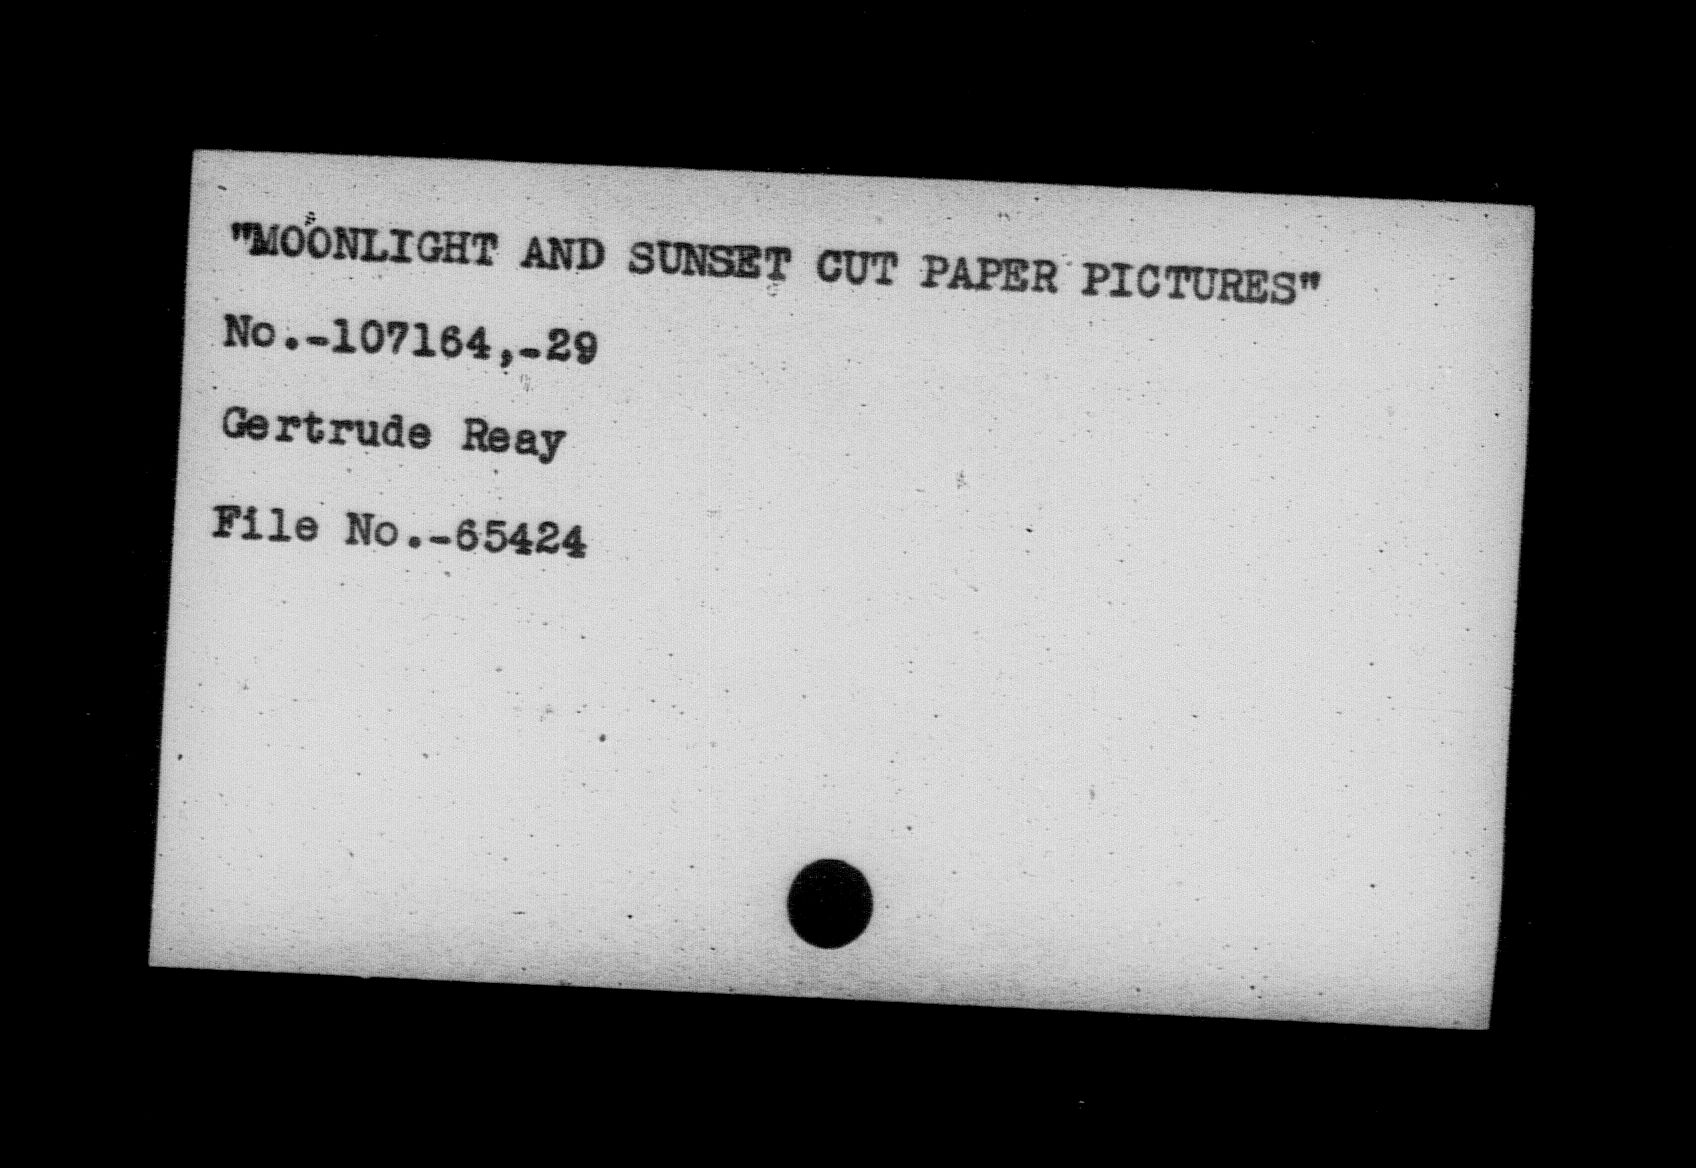 "MOONLIGHT AND SUNSET CUT PAPER PICTURES"
No.-107164,-29
Gertrude Reay
File No.-65424